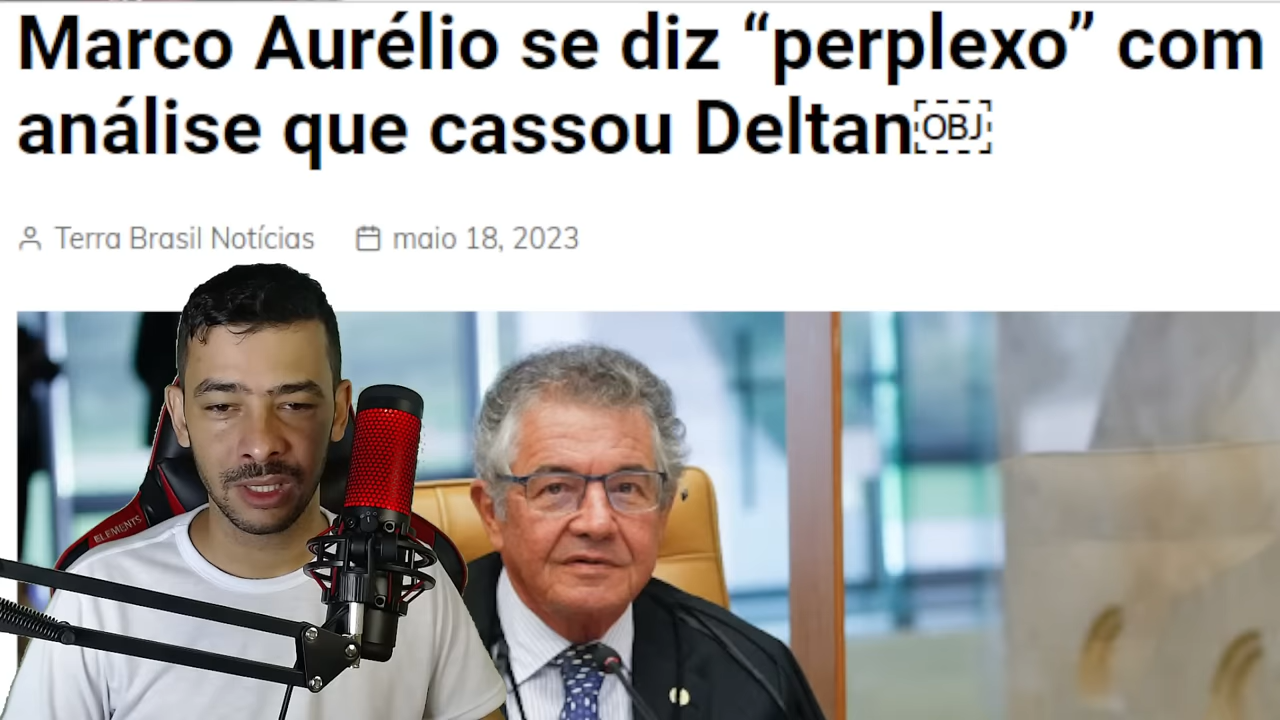 Marco Aurélio se diz “perplexo” com
análise que cassou Deltan￼
Terra Brasil Notícias maio 18, 2023
ELEMENTS